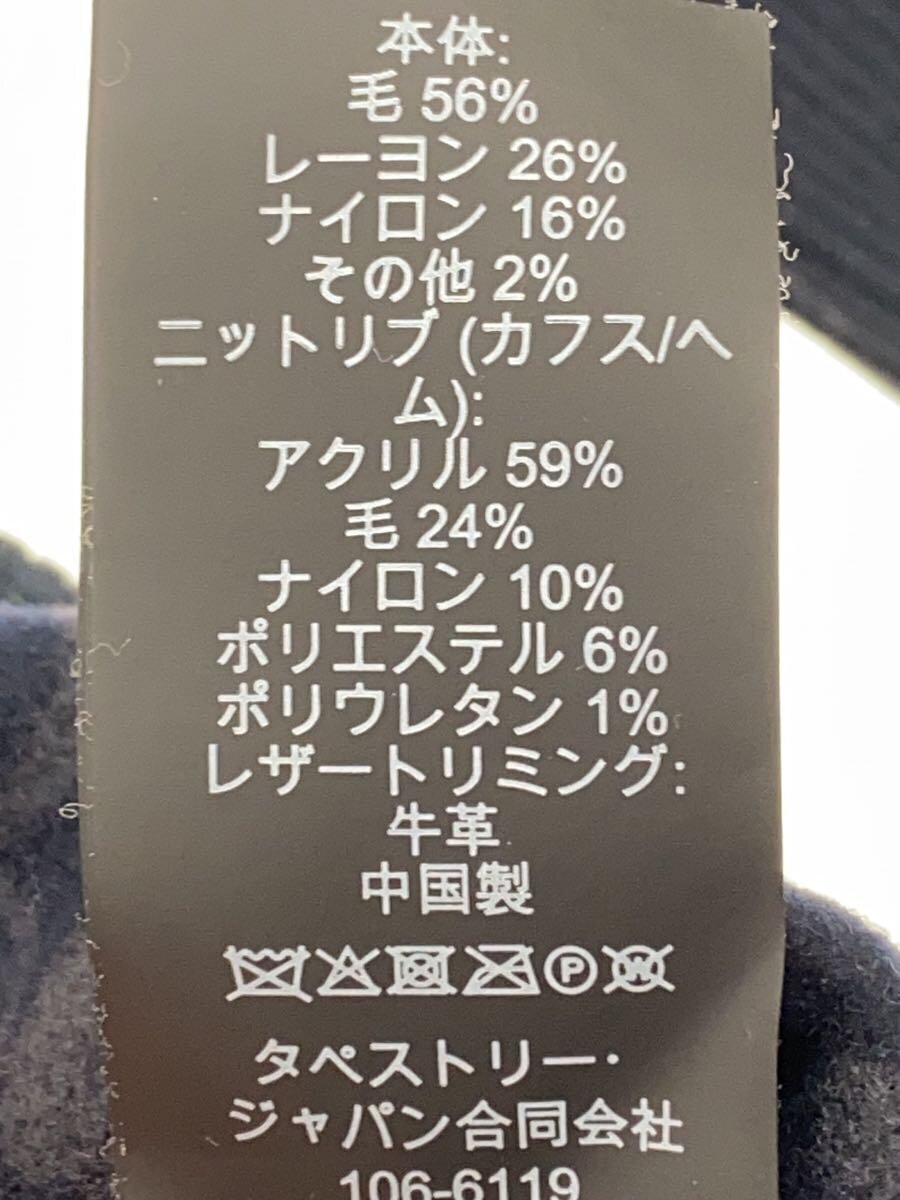 本体:
毛 56%
レーヨン 26%
ナイロン 16%
その他 2%
ニットリブ (カフス/ヘ
ム):
アクリル 59%
毛 24%
ナイロン 10%
ポリエステル 6%
ポリウレタン 1%
レザートリミング:
牛革
中国製
P W
タペストリー・
ジャパン合同会社
106-6119